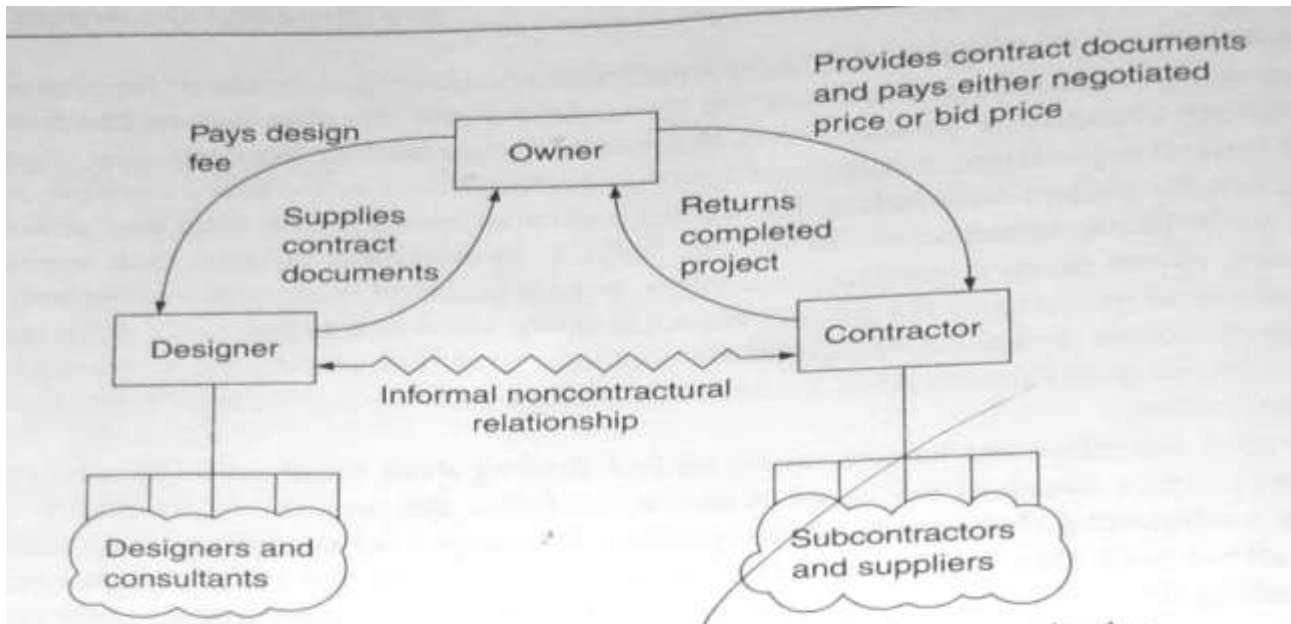 Provides contract documents
and pays either negotiated
price or bid price
Pays design
fee
Owner
Supplies
contract
documents
Returns
completed
project
Designer
Contractor
Informal noncontractural
relationship
Designers and
consultants
Subcontractors
and suppliers